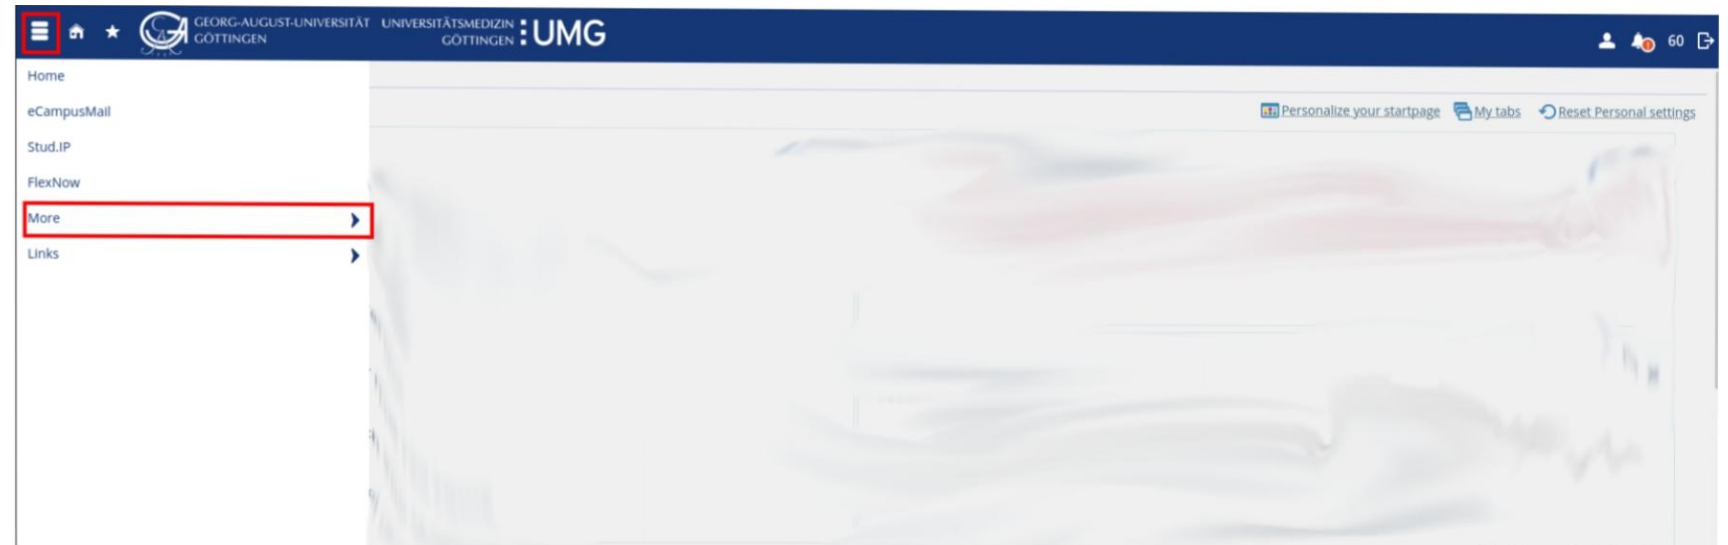 GEORG-AUGUST-UNIVERSITÄT
GÖTTINGEN
UNIVERSITÄTSMEDIZIN
GÖTTINGEN
:UMG
60
Home
eCampusMail
Personalize your startpage
My tabs
Reset Personal settings
Stud.IP
FlexNow
More
Links